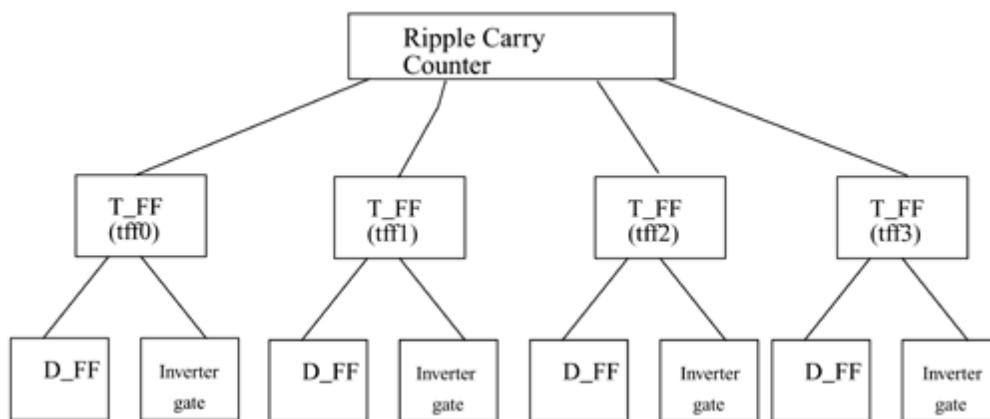 Ripple Carry
Counter
T_FF
(tff0)
T_FF
(tff1)
T_FF
(tff2)
T_FF
(tff3)
D_FF
Inverter
gate
D_FF
Inverter
gate
D_FF
Inverter
gate
D_FF
Inverter
gate